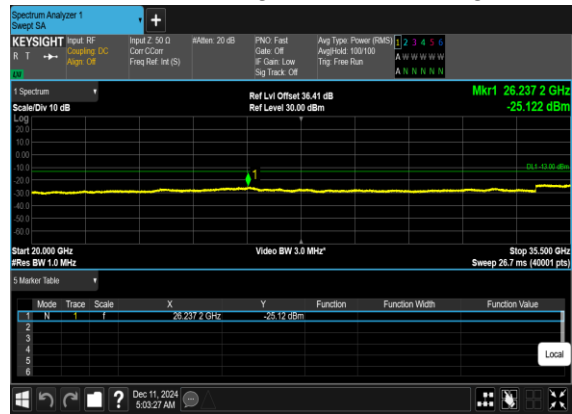 Spectrum Analyzer 1
Swept SA
+
KEYSIGHT Input: RF Input Z: 50 Ω #Atten: 20 dB PNO: Fast Avg Type: Power (RMS) 1 2 3 4 5 6
R T Coupling: DC Corr CCorr Gate: Off Avg|Hold: 100/100 A W W W W W
Align: Off Freq Ref: Int (S) IF Gain: Low Trig: Free Run A N N N N N
Sig Track: Off
1 Spectrum Ref Lvl Offset 36.41 dB Mkr1 26.237 2 GHz
Scale/Div 10 dB Ref Level 30.00 dBm -25.122 dBm
Log
20.0
10.0
0.00
-10.0 DL1 -13.00 dBm
1
-20.0
-30.0
-40.0
-50.0
-60.0
Start 20.000 GHz Video BW 3.0 MHz* Stop 35.500 GHz
#Res BW 1.0 MHz Sweep 26.7 ms (40001 pts)
5 Marker Table
Mode Trace Scale X Y Function Function Width Function Value
1 N 1 f 26.237 2 GHz -25.12 dBm
2
3
4
5
6
Local
? Dec 11, 2024
5:03:27 AM